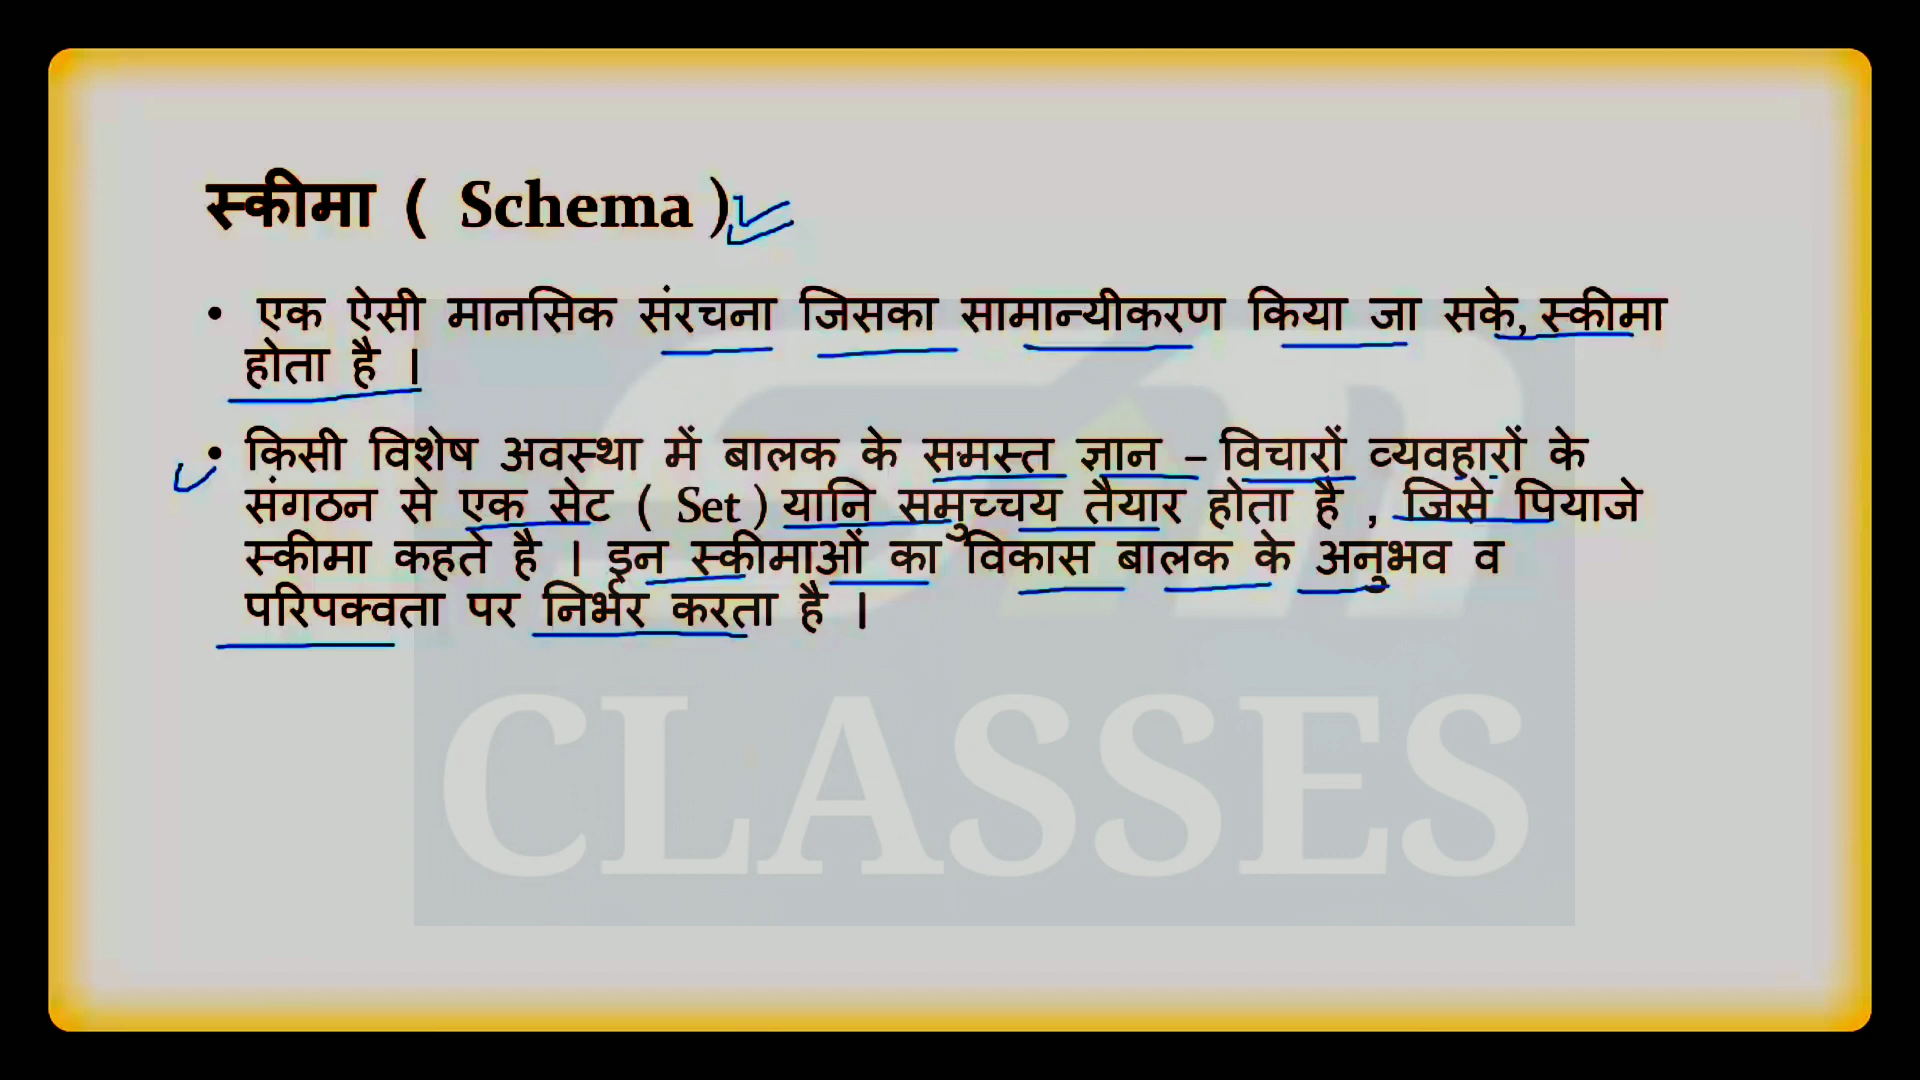 स्कीमा ( Schema )
• एक ऐसी मानसिक संरचना जिसका सामान्यीकरण किया जा सके, स्कीमा
होता है ।
• किसी विशेष अवस्था में बालक के समस्त ज्ञान – विचारों व्यवहारों के
संगठन से एक सेट ( Set ) यानि समुच्चय तैयार होता है , जिसे पियाजे
स्कीमा कहते है । इन स्कीमाओं का विकास बालक के अनुभव व
परिपक्वता पर निर्भर करता है ।
CLASSES